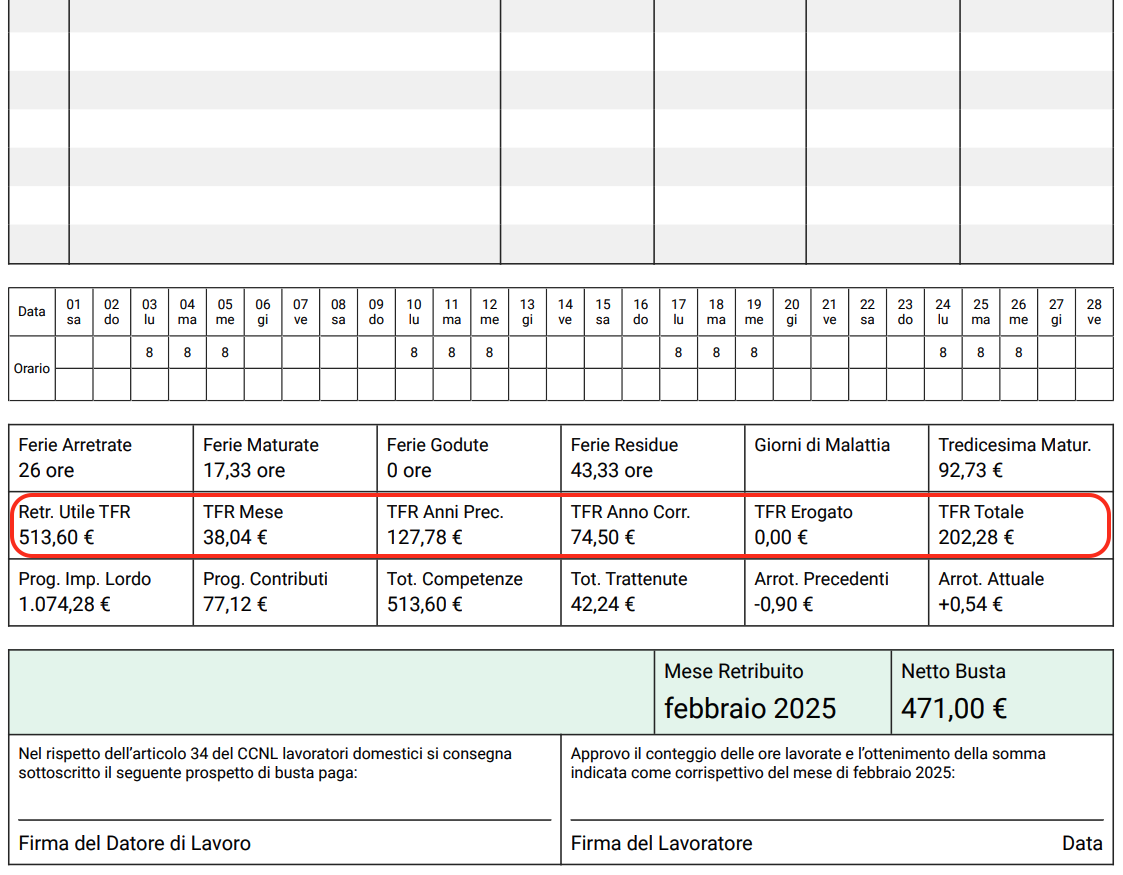 Data 01 02 03 04 05 06 07 08 09 10 11 12 13 14 15 16 17 18 19 20 21 22 23 24 25 26 27 28
sa do lu ma me gi ve sa do lu ma me gi ve sa do lu ma me gi ve sa do lu ma me gi ve
Orario 8 8 8 8 8 8 8 8 8 8 8 8
Ferie Arretrate Ferie Maturate Ferie Godute Ferie Residue Giorni di Malattia Tredicesima Matur.
26 ore 17,33 ore 0 ore 43,33 ore 92,73 €
Retr. Utile TFR TFR Mese TFR Anni Prec. TFR Anno Corr. TFR Erogato TFR Totale
513,60 € 38,04 € 127,78 € 74,50 € 0,00 € 202,28 €
Prog. Imp. Lordo Prog. Contributi Tot. Competenze Tot. Trattenute Arrot. Precedenti Arrot. Attuale
1.074,28 € 77,12 € 513,60 € 42,24 € -0,90 € +0,54 €
Mese Retribuito Netto Busta
febbraio 2025 471,00 €
Nel rispetto dell'articolo 34 del CCNL lavoratori domestici si consegna
sottoscritto il seguente prospetto di busta paga:
Approvo il conteggio delle ore lavorate e l'ottenimento della somma
indicata come corrispettivo del mese di febbraio 2025:
Firma del Datore di Lavoro
Firma del Lavoratore Data